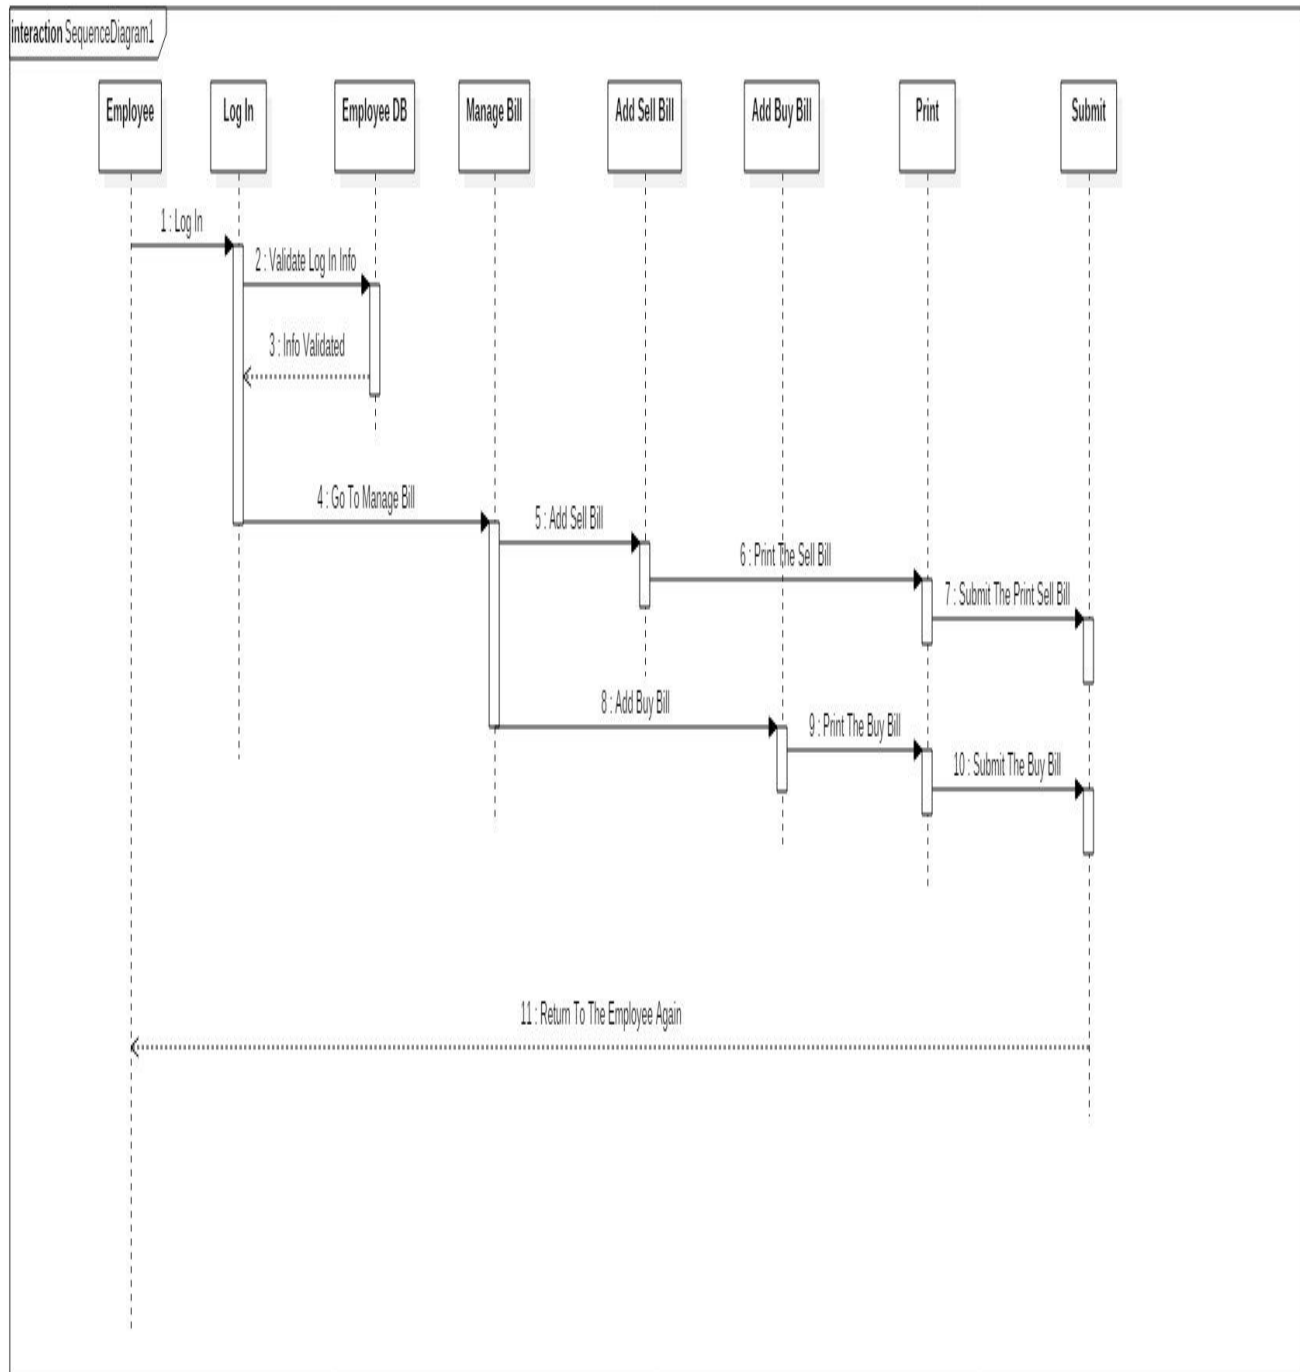 interaction SequenceDiagram1
Employee
Log In
Employee DB
Manage Bill
Add Sell Bill
Add Buy Bill
Print
Submit
1 : Log In
2 : Validate Log In Info
3 : Info Validated
4 : Go To Manage Bill
5 : Add Sell Bill
6 : Print The Sell Bill
7 : Submit The Print Sell Bill
8 : Add Buy Bill
9 : Print The Buy Bill
10 : Submit The Buy Bill
11 : Return To The Employee Again